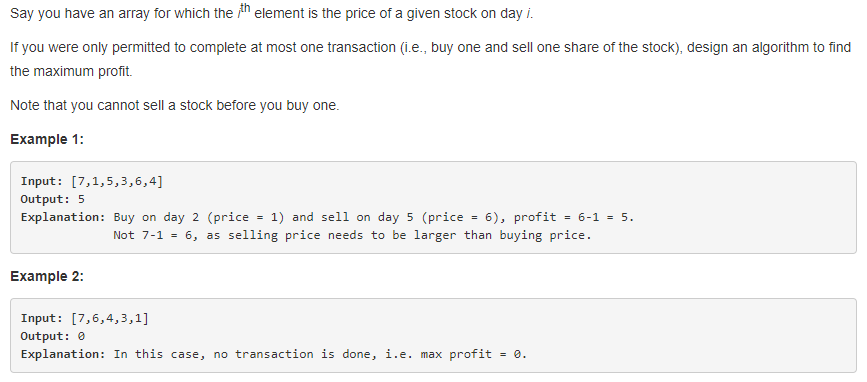 Say you have an array for which the ith element is the price of a given stock on day i.
If you were only permitted to complete at most one transaction (i.e., buy one and sell one share of the stock), design an algorithm to find
the maximum profit.
Note that you cannot sell a stock before you buy one.
Example 1:
Input: [7,1,5,3,6,4]
Output: 5
Explanation: Buy on day 2 (price = 1) and sell on day 5 (price = 6), profit = 6-1 = 5.
Not 7-1 = 6, as selling price needs to be larger than buying price.
Example 2:
Input: [7,6,4,3,1]
Output: 0
Explanation: In this case, no transaction is done, i.e. max profit = 0.